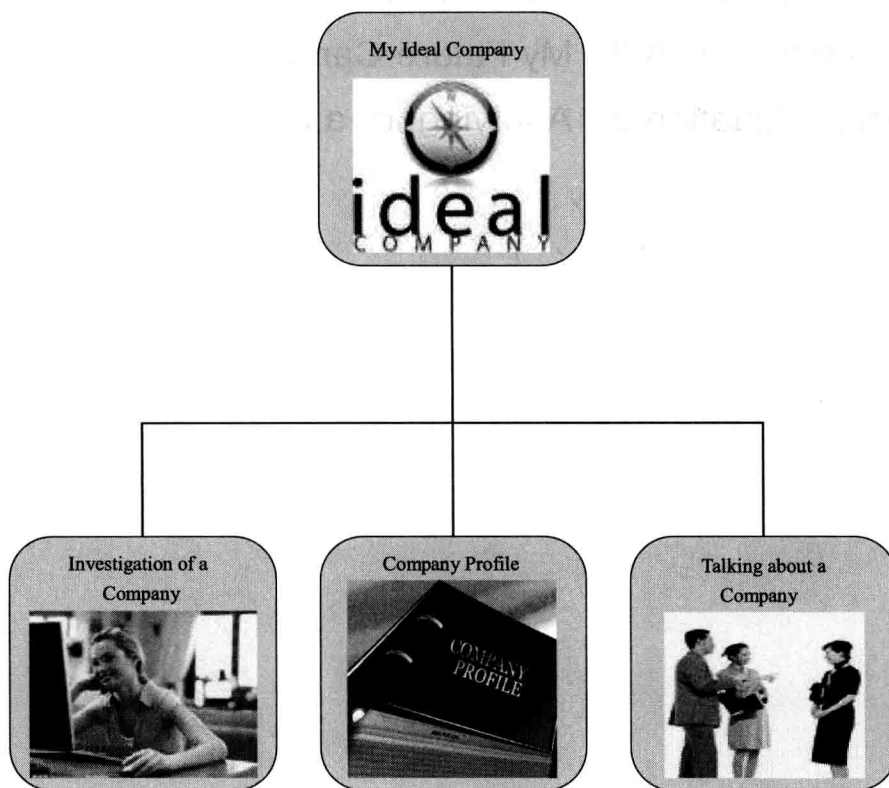 My Ideal Company
N
ideal
COMPANY
Investigation of a
Company
Company Profile
COMPANY
PROFILE
Talking about a
Company